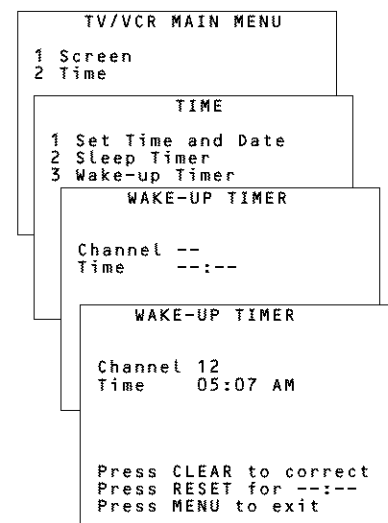 TV/VCR MAIN MENU
1 Screen
2 Time
TIME
1 Set Time and Date
2 Sleep Timer
3 Wake-up Timer
WAKE-UP TIMER
Channel --
Time --:--
WAKE-UP TIMER
Channel 12
Time 05:07 AM
Press CLEAR to correct
Press RESET for --:--
Press MENU to exit